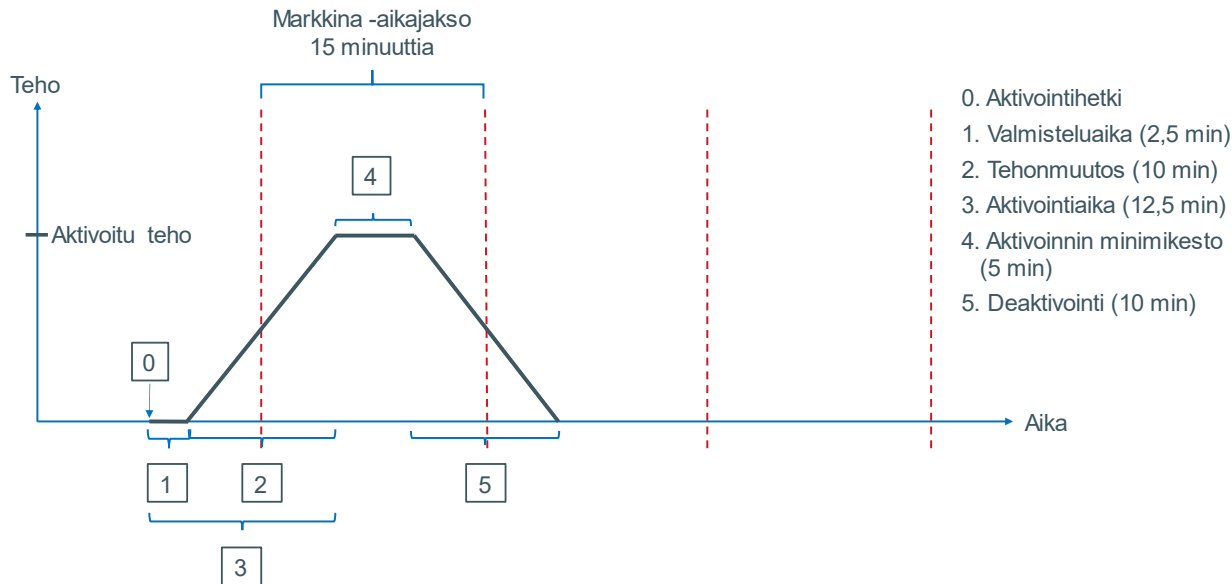 Markkina -aikajakso
15 minuuttia
Teho
0. Aktivointihetki
1. Valmisteluaika (2,5 min)
2. Tehonmuutos (10 min)
3. Aktivointiaika (12,5 min)
4. Aktivoinnin minimikesto
(5 min)
5. Deaktivointi (10 min)
4
Aktivoitu teho
0
Aika
1
2
5
3